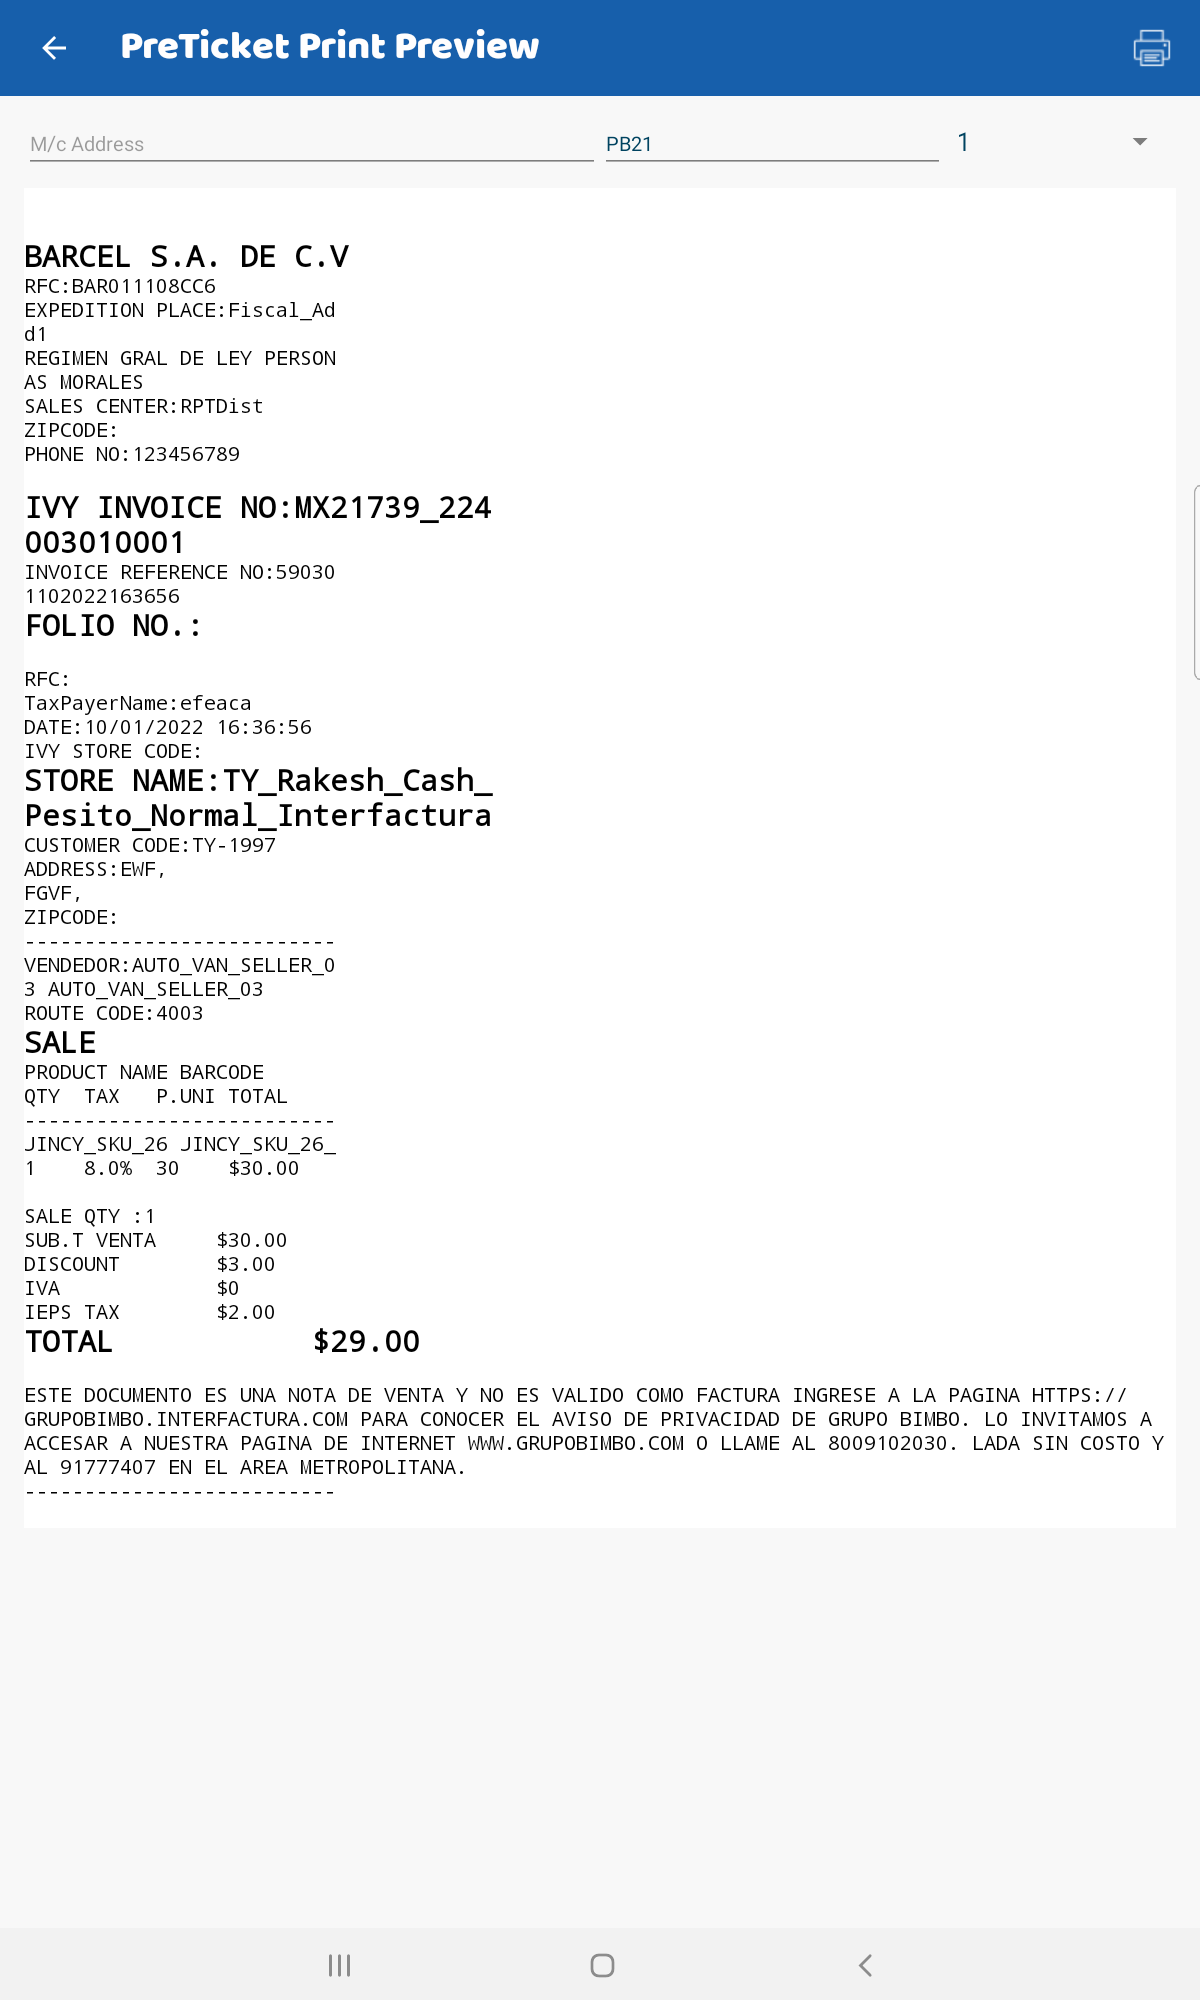 PreTicket Print Preview
M/c Address PB21 1
BARCEL S.A. DE C.V
RFC:BAR011108CC6
EXPEDITION PLACE:Fiscal_Ad
d1
REGIMEN GRAL DE LEY PERSON
AS MORALES
SALES CENTER:RPTDist
ZIPCODE:
PHONE NO:123456789
IVY INVOICE NO:MX21739_224
003010001
INVOICE REFERENCE NO:59030
1102022163656
FOLIO NO.:
RFC:
TaxPayerName:efeaca
DATE:10/01/2022 16:36:56
IVY STORE CODE:
STORE NAME:TY_Rakesh_Cash_
Pesito_Normal_Interfactura
CUSTOMER CODE:TY-1997
ADDRESS:EWF,
FGVF,
ZIPCODE:
--------------------------
VENDEDOR:AUTO_VAN_SELLER_0
3 AUTO_VAN_SELLER_03
ROUTE CODE:4003
SALE
PRODUCT NAME BARCODE
QTY  TAX   P.UNI TOTAL
--------------------------
JINCY_SKU_26 JINCY_SKU_26_
1    8.0%  30    $30.00
SALE QTY :1
SUB.T VENTA     $30.00
DISCOUNT        $3.00
IVA             $0
IEPS TAX        $2.00
TOTAL           $29.00
ESTE DOCUMENTO ES UNA NOTA DE VENTA Y NO ES VALIDO COMO FACTURA INGRESE A LA PAGINA HTTPS://
GRUPOBIMBO.INTERFACTURA.COM PARA CONOCER EL AVISO DE PRIVACIDAD DE GRUPO BIMBO. LO INVITAMOS A
ACCESAR A NUESTRA PAGINA DE INTERNET WWW.GRUPOBIMBO.COM O LLAME AL 8009102030. LADA SIN COSTO Y
AL 91777407 EN EL AREA METROPOLITANA.
--------------------------